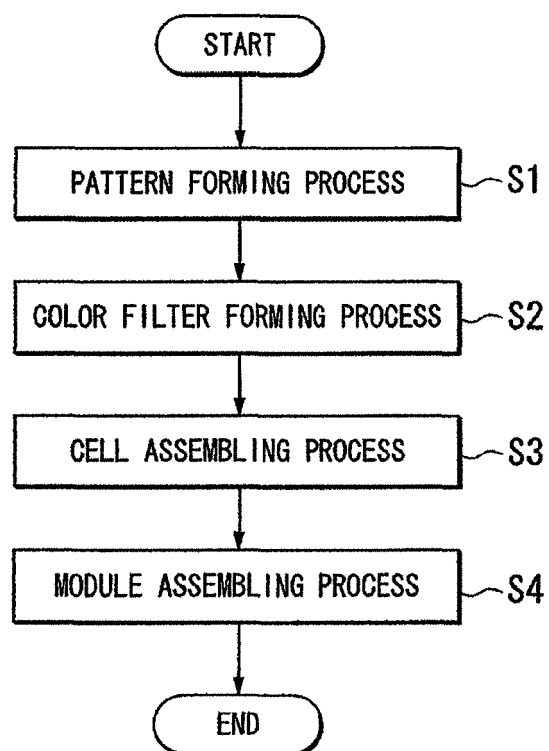 START
PATTERN FORMING PROCESS S1
COLOR FILTER FORMING PROCESS S2
CELL ASSEMBLING PROCESS S3
MODULE ASSEMBLING PROCESS S4
END